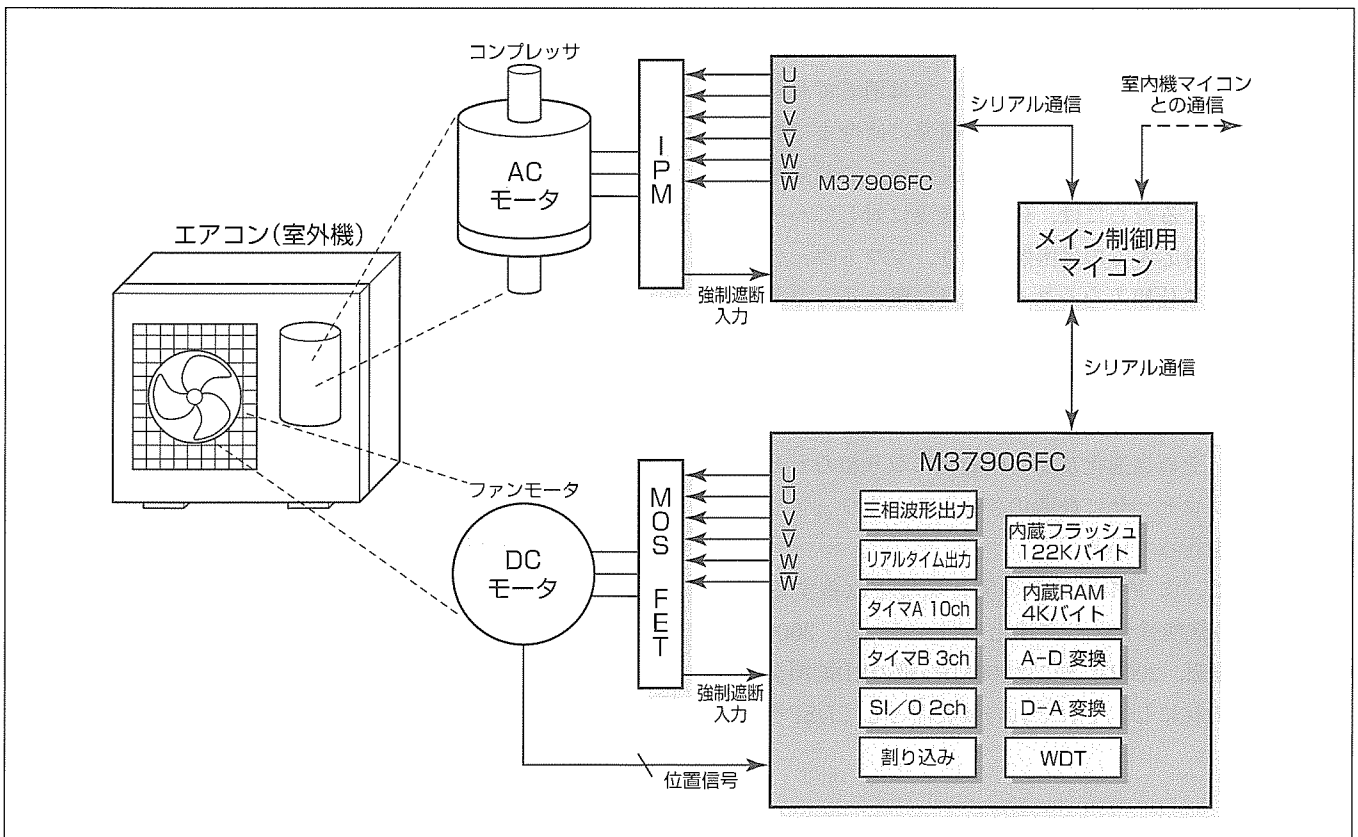 コンプレッサ
ACモータ
IPM
U
U̅
V
V̅
W
W̅
M37906FC
強制遮断
入力
シリアル通信
室内機マイコン
との通信
メイン制御用
マイコン
シリアル通信
エアコン(室外機)
ファンモータ
DC
モータ
MOS FET
U
U̅
V
V̅
W
W̅
強制遮断
入力
位置信号
M37906FC
三相波形出力
リアルタイム出力
タイマA 10ch
タイマB 3ch
SI/O 2ch
割り込み
内蔵フラッシュ
122Kバイト
内蔵RAM
4Kバイト
A-D 変換
D-A 変換
WDT